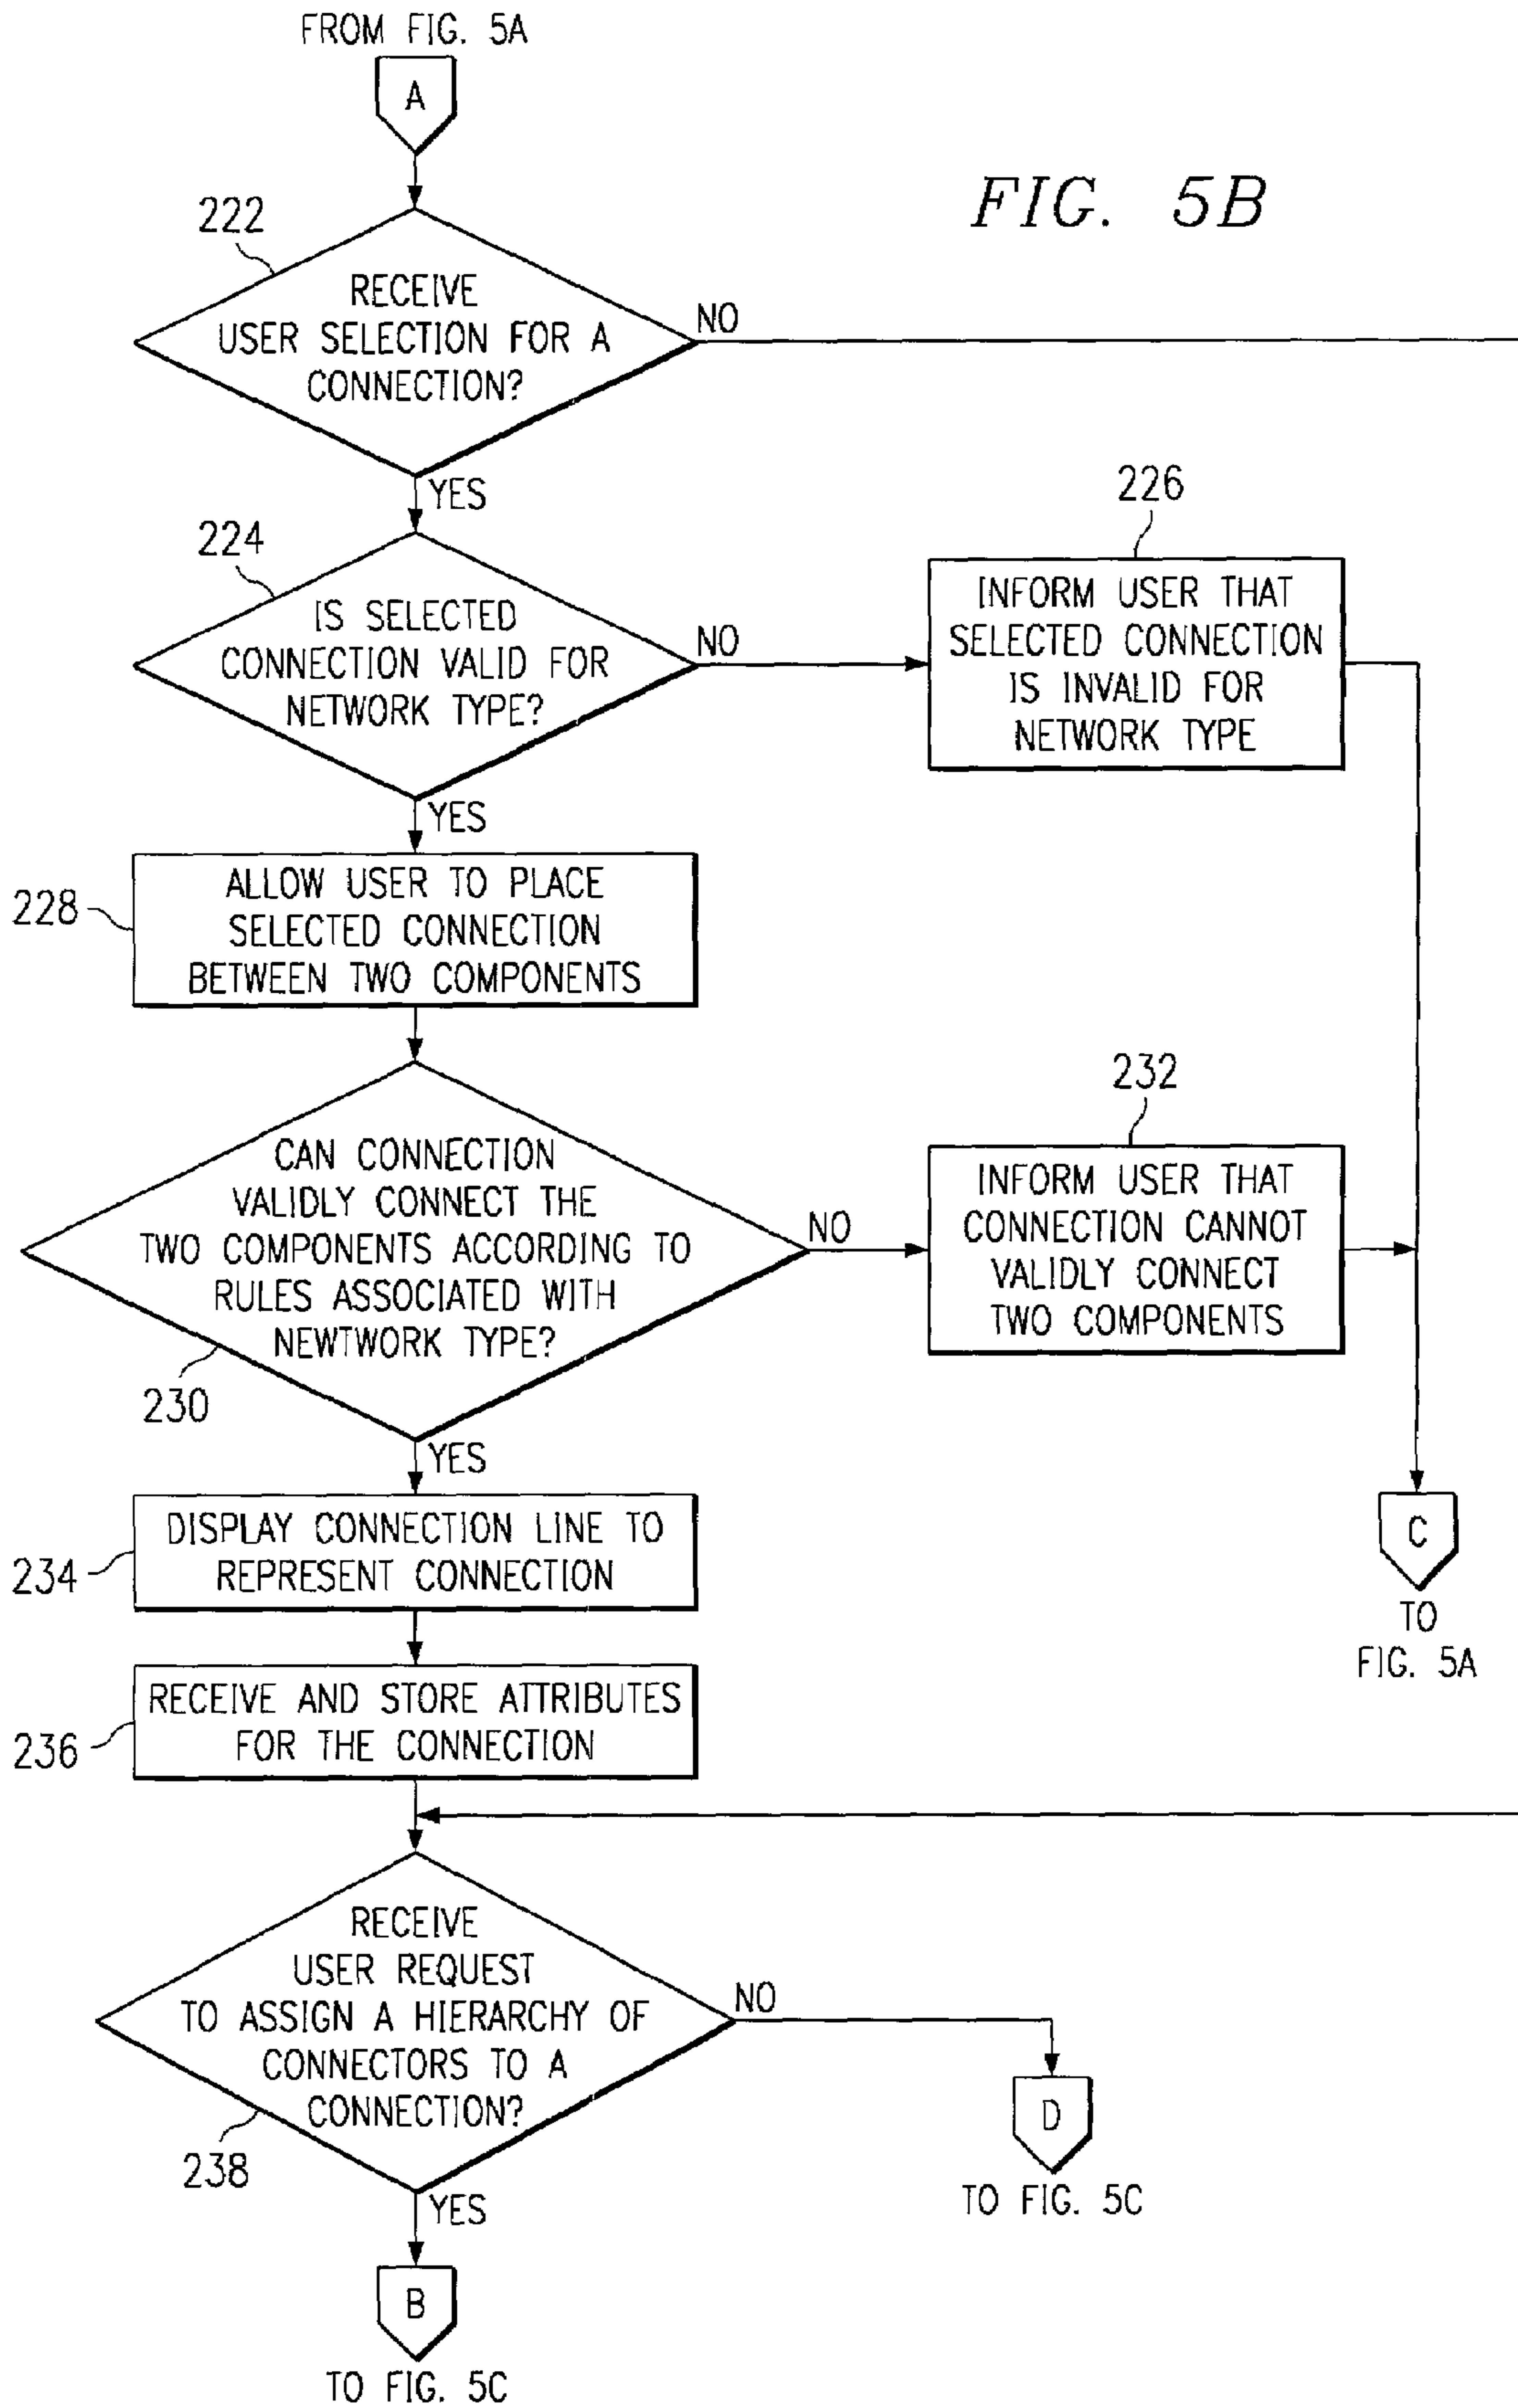 FROM FIG. 5A
A
FIG. 5B
222
RECEIVE
USER SELECTION FOR A
CONNECTION?
NO
YES
224
IS SELECTED
CONNECTION VALID FOR
NETWORK TYPE?
NO
226
INFORM USER THAT
SELECTED CONNECTION
IS INVALID FOR
NETWORK TYPE
YES
228
ALLOW USER TO PLACE
SELECTED CONNECTION
BETWEEN TWO COMPONENTS
CAN CONNECTION
VALIDLY CONNECT THE
TWO COMPONENTS ACCORDING TO
RULES ASSOCIATED WITH
NEWTWORK TYPE?
230
NO
232
INFORM USER THAT
CONNECTION CANNOT
VALIDLY CONNECT
TWO COMPONENTS
YES
234
DISPLAY CONNECTION LINE TO
REPRESENT CONNECTION
C
TO
FIG. 5A
236
RECEIVE AND STORE ATTRIBUTES
FOR THE CONNECTION
RECEIVE
USER REQUEST
TO ASSIGN A HIERARCHY OF
CONNECTORS TO A
CONNECTION?
238
NO
D
TO FIG. 5C
YES
B
TO FIG. 5C